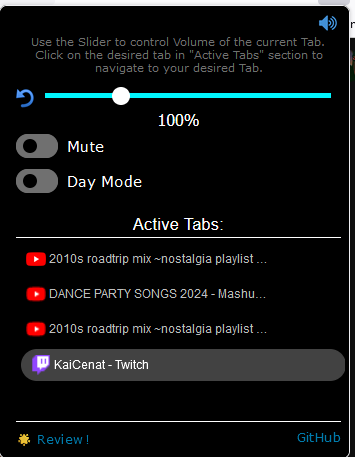 Use the Slider to control Volume of the current Tab.
Click on the desired tab in "Active Tabs" section to
navigate to your desired Tab.
100%
Mute
Day Mode
Active Tabs:
2010s roadtrip mix ~nostalgia playlist ...
DANCE PARTY SONGS 2024 - Mashu...
2010s roadtrip mix ~nostalgia playlist ...
KaiCenat - Twitch
Review!
GitHub